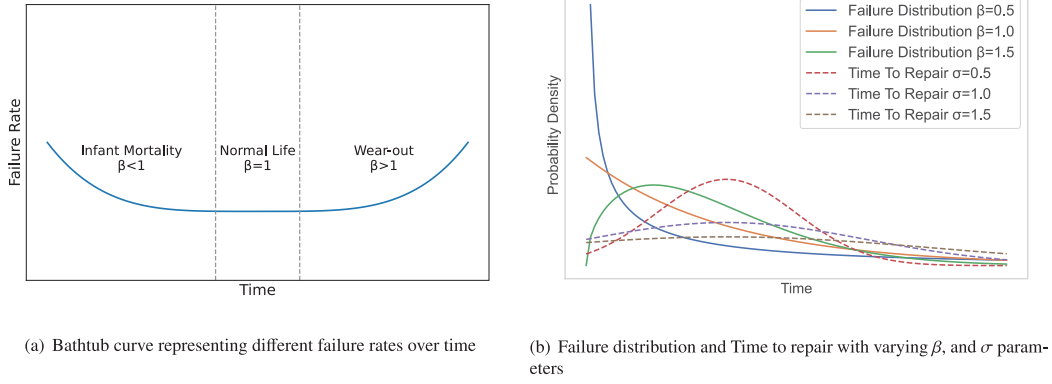 Failure Rate
Infant Mortality
β<1
Normal Life
β=1
Wear-out
β>1
Time
(a) Bathtub curve representing different failure rates over time
Probability Density
Failure Distribution β=0.5
Failure Distribution β=1.0
Failure Distribution β=1.5
Time To Repair σ=0.5
Time To Repair σ=1.0
Time To Repair σ=1.5
Time
(b) Failure distribution and Time to repair with varying β, and σ param-
eters